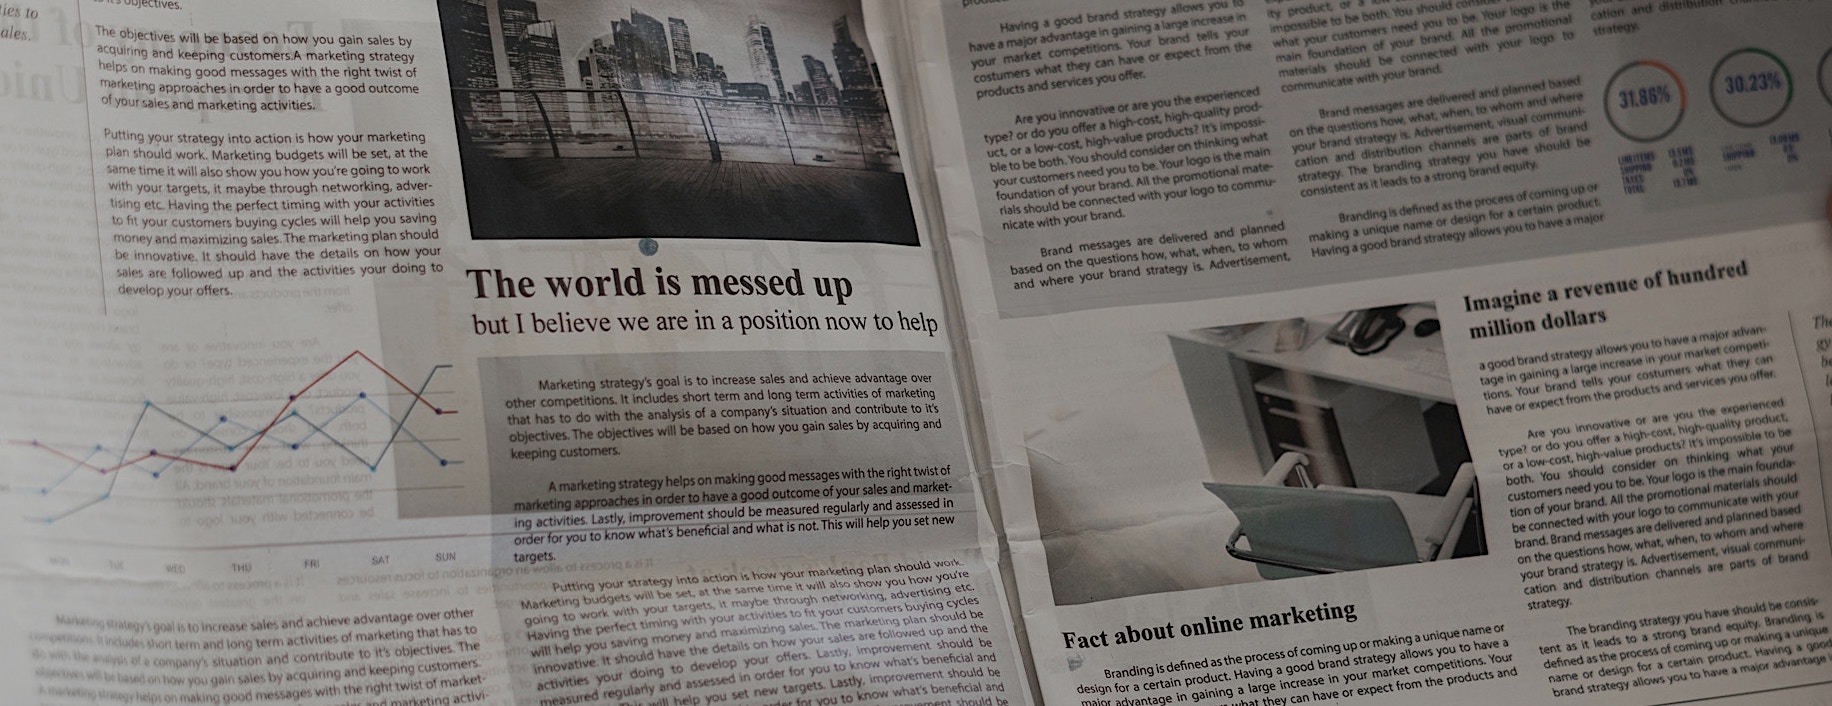 ties to
ales.
objectives.
The objectives will be based on how you gain sales by
acquiring and keeping customers.A marketing strategy
helps on making good messages with the right twist of
marketing approaches in order to have a good outcome
of your sales and marketing activities.
Putting your strategy into action is how your marketing
plan should work. Marketing budgets will be set, at the
same time it will also show you how you're going to work
with your targets, it maybe through networking, adver-
tising etc. Having the perfect timing with your activities
to fit your customers buying cycles will help you saving
money and maximizing sales. The marketing plan should
be innovative. It should have the details on how your
sales are followed up and the activities your doing to
develop your offers.
WED THU FRI SAT SUN
Marketing strategy's goal is to increase sales and achieve advantage over
competitions. It includes short term and long term activities of marketing that has to
do with the analysis of a company's situation and contribute to it's objectives. The
objectives will be based on how you gain sales by acquiring and keeping customers.
A marketing strategy helps on making good messages with the right twist of market-
and marketing activi-
The world is messed up
but I believe we are in a position now to help
Marketing strategy's goal is to increase sales and achieve advantage over
other competitions. It includes short term and long term activities of marketing
that has to do with the analysis of a company's situation and contribute to it's
objectives. The objectives will be based on how you gain sales by acquiring and
keeping customers.
A marketing strategy helps on making good messages with the right twist of
marketing approaches in order to have a good outcome of your sales and market-
ing activities. Lastly, improvement should be measured regularly and assessed in
order for you to know what's beneficial and what is not. This will help you set new
targets.
Putting your strategy into action is how your marketing plan should work.
Marketing budgets will be set, at the same time it will also show you how you're
going to work with your targets, it maybe through networking, advertising etc.
Having the perfect timing with your activities to fit your customers buying cycles
will help you saving money and maximizing sales. The marketing plan should be
innovative. It should have the details on how your sales are followed up and the
activities your doing to develop your offers. Lastly, improvement should be
measured regularly and assessed in order for you to know what's beneficial and
will help you set new targets. Lastly, improvement should be
for you to know what's beneficial and
Having a good brand strategy allows you to
have a major advantage in gaining a large increase in
your market competitions. Your brand tells your
costumers what they can have or expect from the
products and services you offer.
Are you innovative or are you the experienced
type? or do you offer a high-cost, high-quality prod-
uct, or a low-cost, high-value products? it's impossi-
ble to be both. You should consider on thinking what
your customers need you to be. Your logo is the main
foundation of your brand. All the promotional mate-
rials should be connected with your logo to commu-
nicate with your brand.
Brand messages are delivered and planned
based on the questions how, what, when, to whom
and where your brand strategy is. Advertisement,
ity product, or a
impossible to be both. You should
what your customers need you to be. Your logo is the
main foundation of your brand. All the promotional
materials should be connected with your logo to
communicate with your brand.
Brand messages are delivered and planned based
on the questions how, what, when, to whom and where
your brand strategy is. Advertisement, visual communi-
cation and distribution channels are parts of brand
strategy. The branding strategy you have should be
consistent as it leads to a strong brand equity.
Branding is defined as the process of coming up or
making a unique name or design for a certain product.
Having a good brand strategy allows you to have a major
cation and distribution
strategy.
31.86%
30.23%
Fact about online marketing
Branding is defined as the process of coming up or making a unique name or
design for a certain product. Having a good brand strategy allows you to have a
major advantage in gaining a large increase in your market competitions. Your
what they can have or expect from the products and
Imagine a revenue of hundred
million dollars
a good brand strategy allows you to have a major advan-
tage in gaining a large increase in your market competi-
tions. Your brand tells your costumers what they can
have or expect from the products and services you offer.
Are you innovative or are you the experienced
type? or do you offer a high-cost, high-quality product,
or a low-cost, high-value products? It's impossible to be
both. You should consider on thinking what your
customers need you to be. Your logo is the main founda-
tion of your brand. All the promotional materials should
be connected with your logo to communicate with your
brand. Brand messages are delivered and planned based
on the questions how, what, when, to whom and where
your brand strategy is. Advertisement, visual communi-
cation and distribution channels are parts of brand
strategy.
The branding strategy you have should be consis-
tent as it leads to a strong brand equity. Branding is
defined as the process of coming up or making a unique
name or design for a certain product. Having a good
brand strategy allows you to have a major advantage